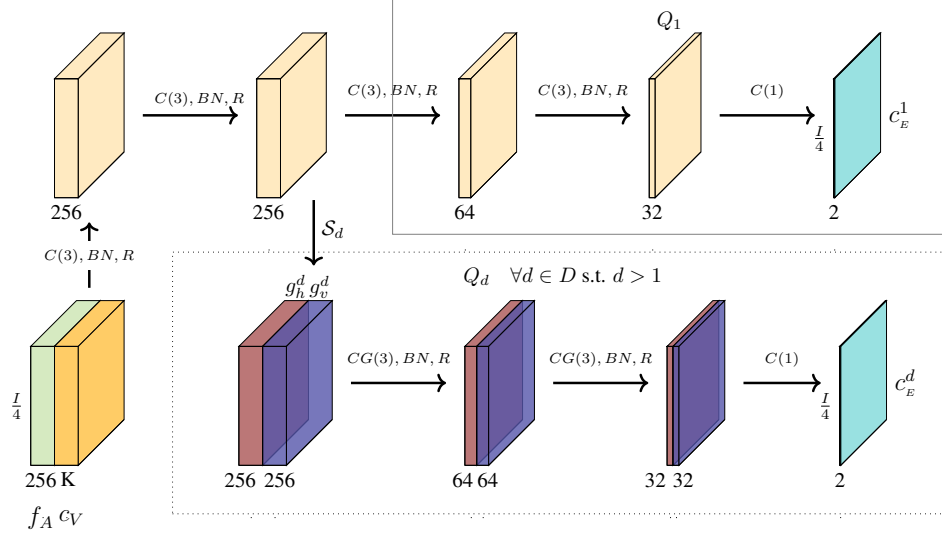 Q_1
C(3), BN, R
C(3), BN, R
C(3), BN, R
C(1)
c_E^1
I/4
256
256
64
32
2
C(3), BN, R
S_d
Q_d ∀d ∈ D s.t. d > 1
g_h^d g_v^d
CG(3), BN, R
CG(3), BN, R
C(1)
c_E^d
I/4
I/4
256 K
256 256
64 64
32 32
2
f_A c_V